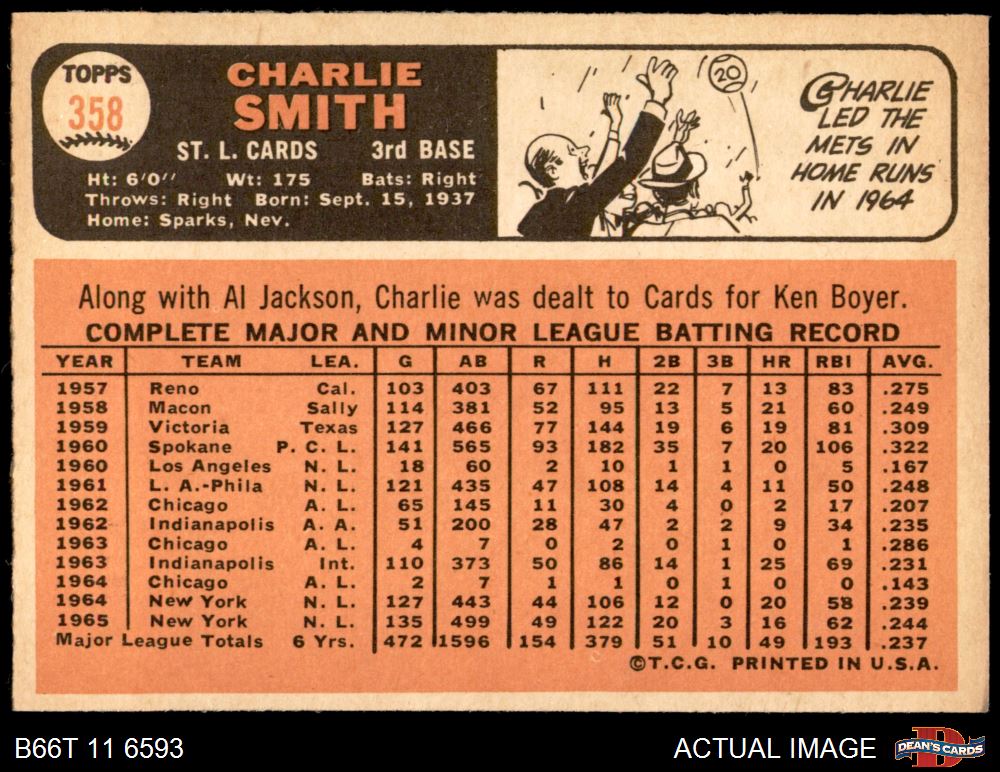 TOPPS
358
CHARLIE
SMITH
ST. L. CARDS 3rd BASE
Ht: 6'0" Wt: 175 Bats: Right
Throws: Right Born: Sept. 15, 1937
Home: Sparks, Nev.
20
CHARLIE
LED THE
METS IN
HOME RUNS
IN 1964
Along with Al Jackson, Charlie was dealt to Cards for Ken Boyer.
COMPLETE MAJOR AND MINOR LEAGUE BATTING RECORD
YEAR TEAM LEA. G AB R H 2B 3B HR RBI AVG.
1957 Reno Cal. 103 403 67 111 22 7 13 83 .275
1958 Macon Sally 114 381 52 95 13 5 21 60 .249
1959 Victoria Texas 127 466 77 144 19 6 19 81 .309
1960 Spokane P. C. L. 141 565 93 182 35 7 20 106 .322
1960 Los Angeles N. L. 18 60 2 10 1 1 0 5 .167
1961 L. A.-Phila N. L. 121 435 47 108 14 4 11 50 .248
1962 Chicago A. L. 65 145 11 30 4 0 2 17 .207
1962 Indianapolis A. A. 51 200 28 47 2 2 9 34 .235
1963 Chicago A. L. 4 7 0 2 0 1 0 1 .286
1963 Indianapolis Int. 110 373 50 86 14 1 25 69 .231
1964 Chicago A. L. 2 7 1 1 0 1 0 0 .143
1964 New York N. L. 127 443 44 106 12 0 20 58 .239
1965 New York N. L. 135 499 49 122 20 3 16 62 .244
Major League Totals 6 Yrs. 472 1596 154 379 51 10 49 193 .237
©T.C.G. PRINTED IN U.S.A.
B66T 11 6593 ACTUAL IMAGE DEAN'S CARDS